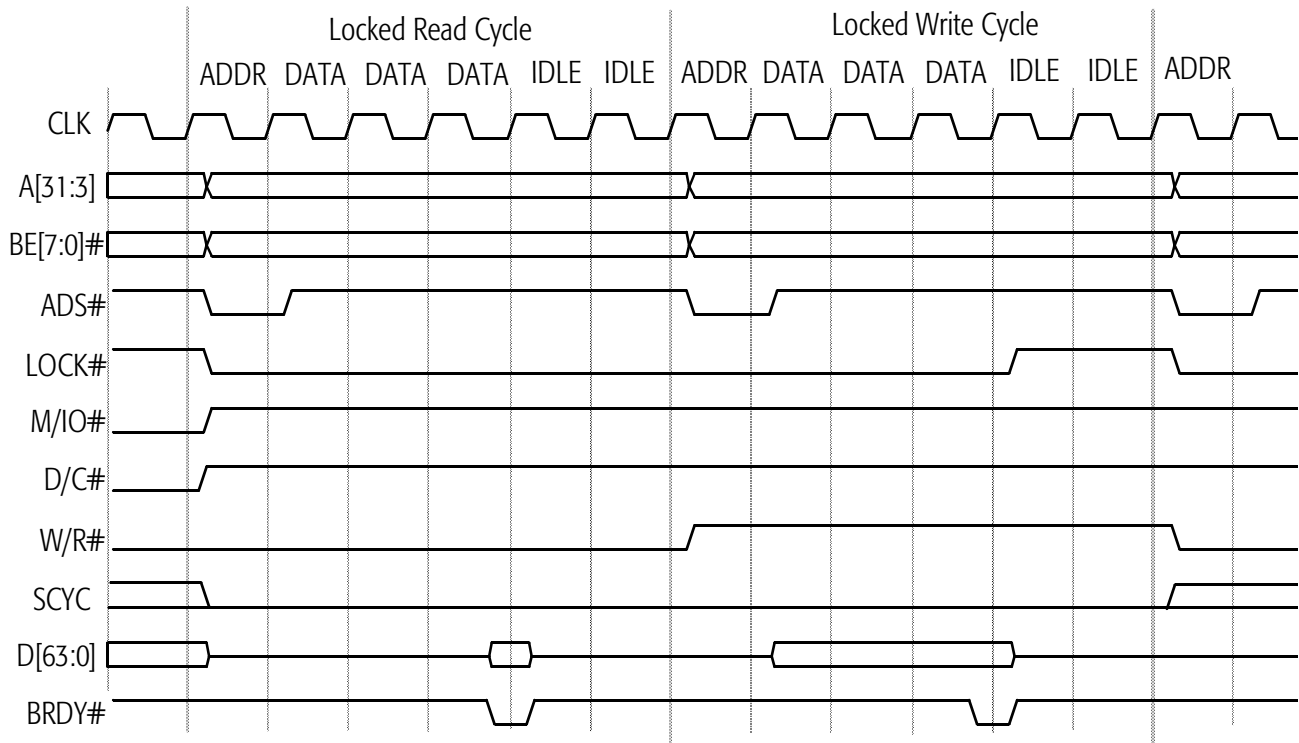 Locked Read Cycle Locked Write Cycle
ADDR DATA DATA DATA IDLE IDLE ADDR DATA DATA DATA IDLE IDLE ADDR
CLK
A[31:3]
BE[7:0]#
ADS#
LOCK#
M/IO#
D/C#
W/R#
SCYC
D[63:0]
BRDY#